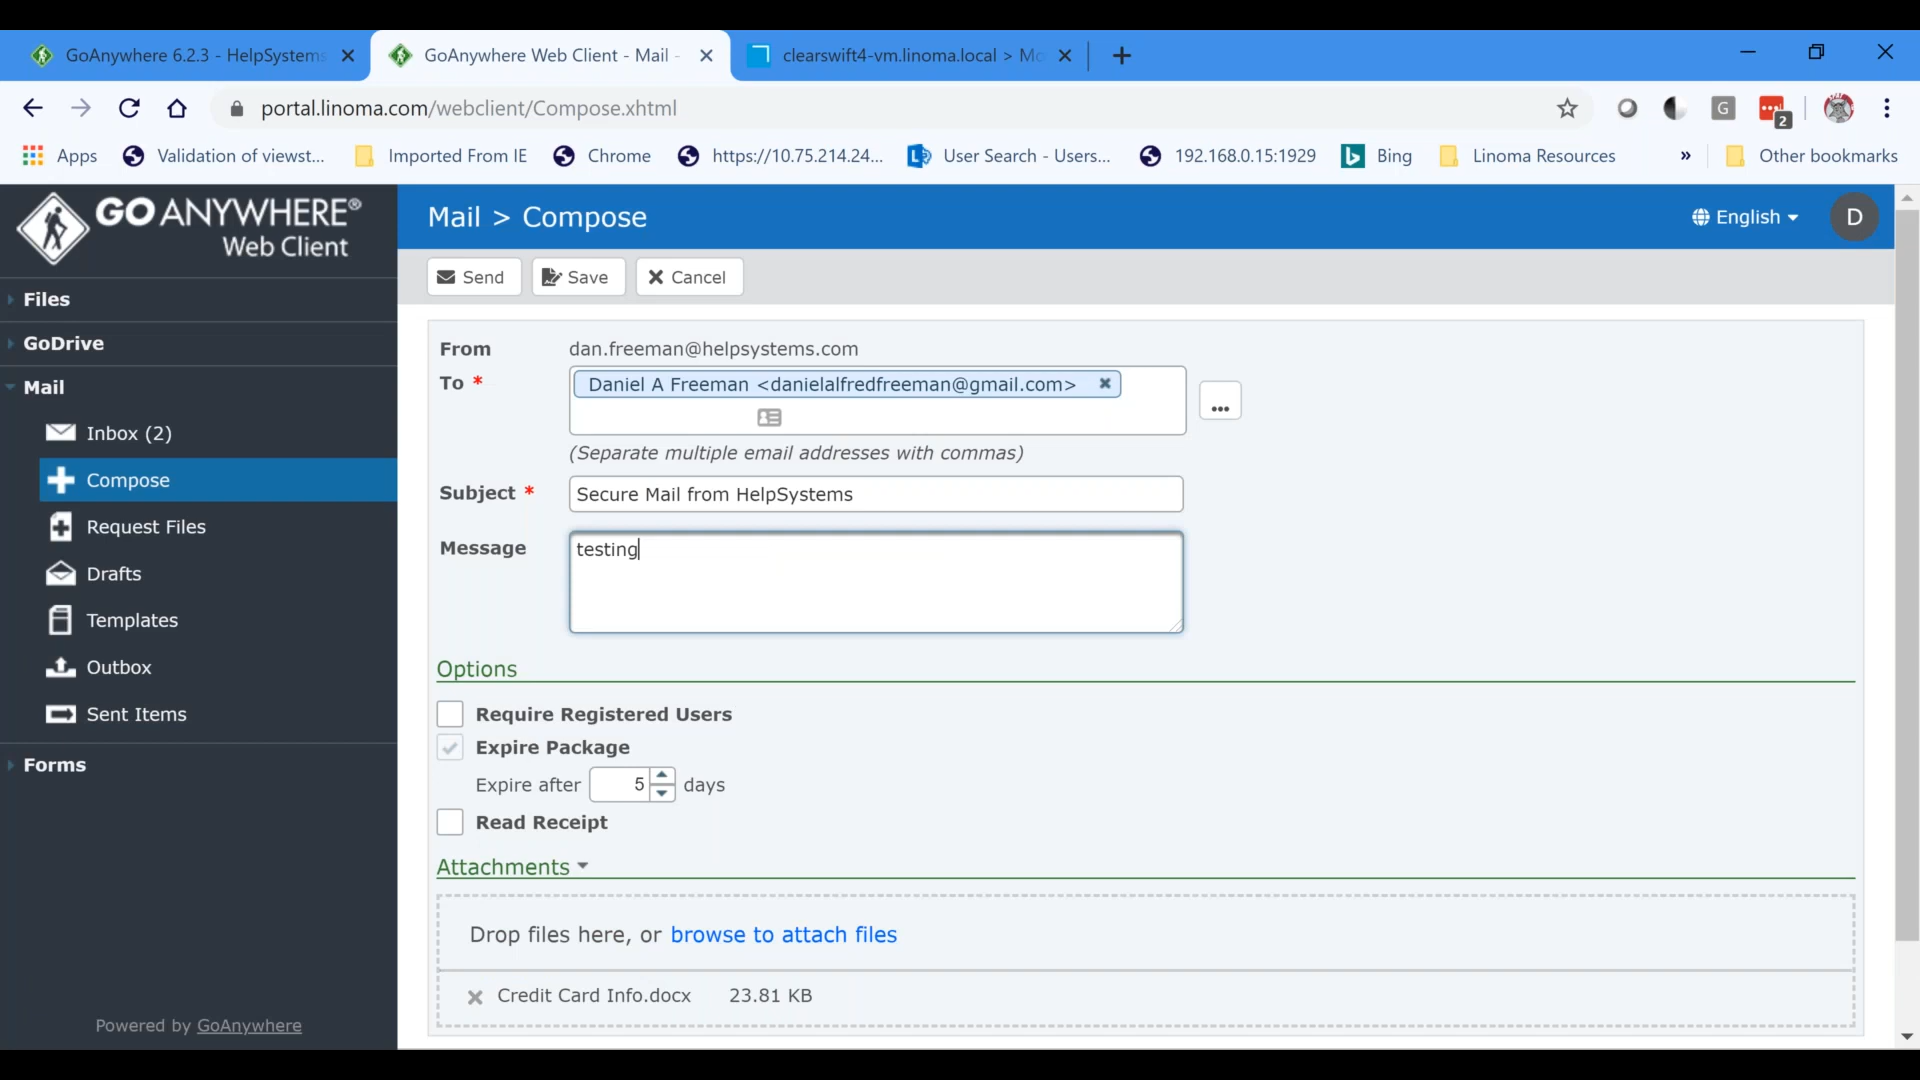 GoAnywhere 6.2.3 - HelpSystems
GoAnywhere Web Client - Mail -
clearswift4-vm.linoma.local > Mo
portal.linoma.com/webclient/Compose.xhtml
G
2
Apps
Validation of viewst...
Imported From IE
Chrome
https://10.75.214.24...
User Search - Users...
192.168.0.15:1929
Bing
Linoma Resources
»
Other bookmarks
GO ANYWHERE®
Web Client
Mail > Compose
English
D
Send
Save
Cancel
Files
GoDrive
Mail
Inbox (2)
Compose
Request Files
Drafts
Templates
Outbox
Sent Items
Forms
Powered by GoAnywhere
From dan.freeman@helpsystems.com
To * Daniel A Freeman <danielalfredfreeman@gmail.com>
...
(Separate multiple email addresses with commas)
Subject * Secure Mail from HelpSystems
Message testing
Options
Require Registered Users
Expire Package
Expire after 5 days
Read Receipt
Attachments
Drop files here, or browse to attach files
Credit Card Info.docx 23.81 KB